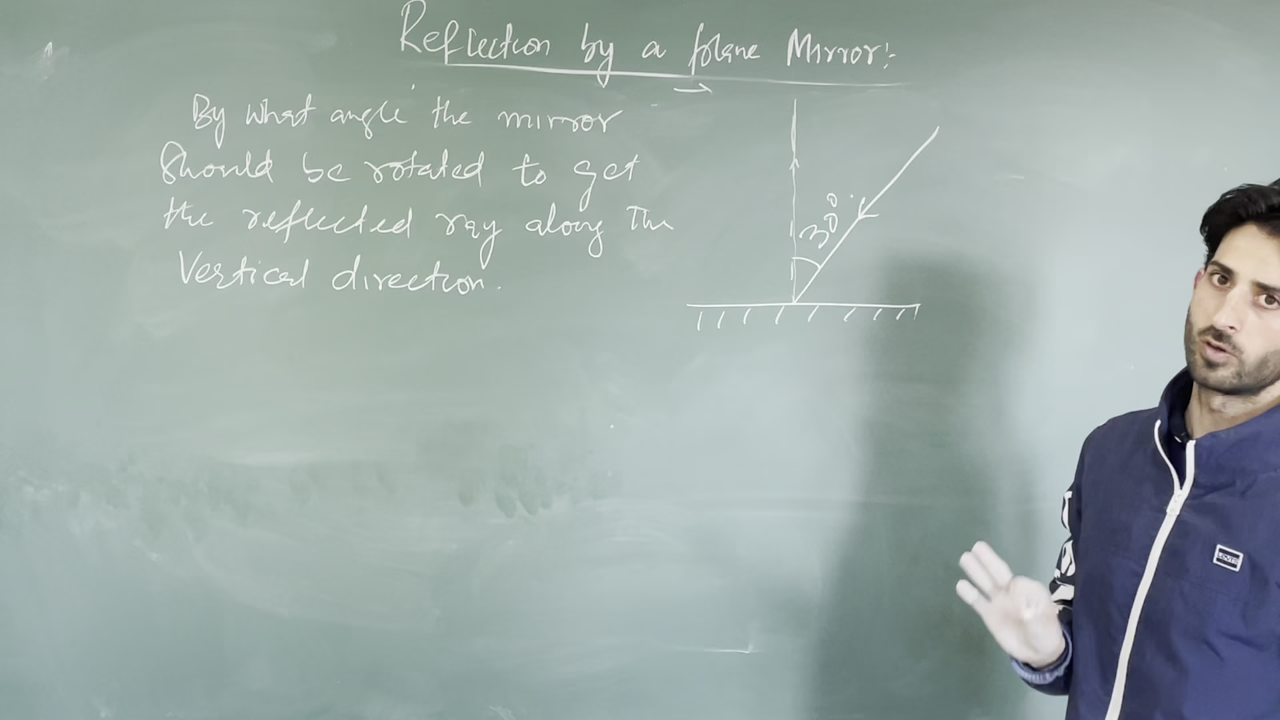 Reflection by a plane Mirror:-
By what angle the mirror
Should be rotated to get
the reflected ray along the
Vertical direction.
30°